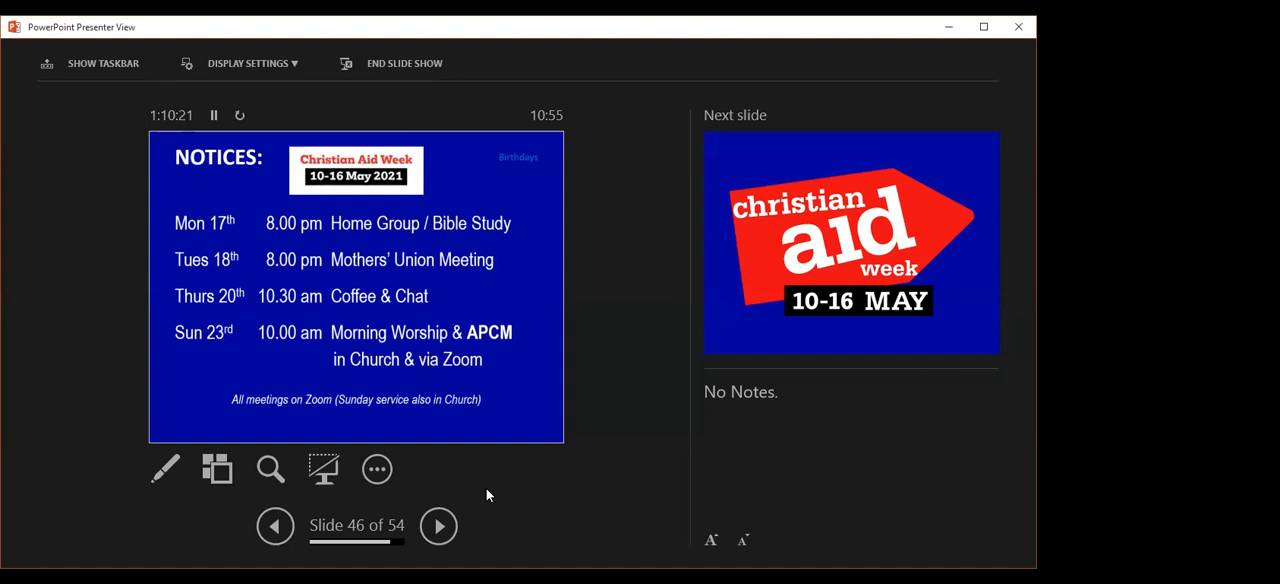 PowerPoint Presenter View
SHOW TASKBAR
DISPLAY SETTINGS ▼
END SLIDE SHOW
1:10:21
10:55
NOTICES:
Christian Aid Week
10-16 May 2021
Birthdays
Mon 17th 8.00 pm Home Group / Bible Study
Tues 18th 8.00 pm Mothers' Union Meeting
Thurs 20th 10.30 am Coffee & Chat
Sun 23rd 10.00 am Morning Worship & APCM
in Church & via Zoom
All meetings on Zoom (Sunday service also in Church)
Slide 46 of 54
Next slide
christian
aid
week
10-16 MAY
No Notes.
A A